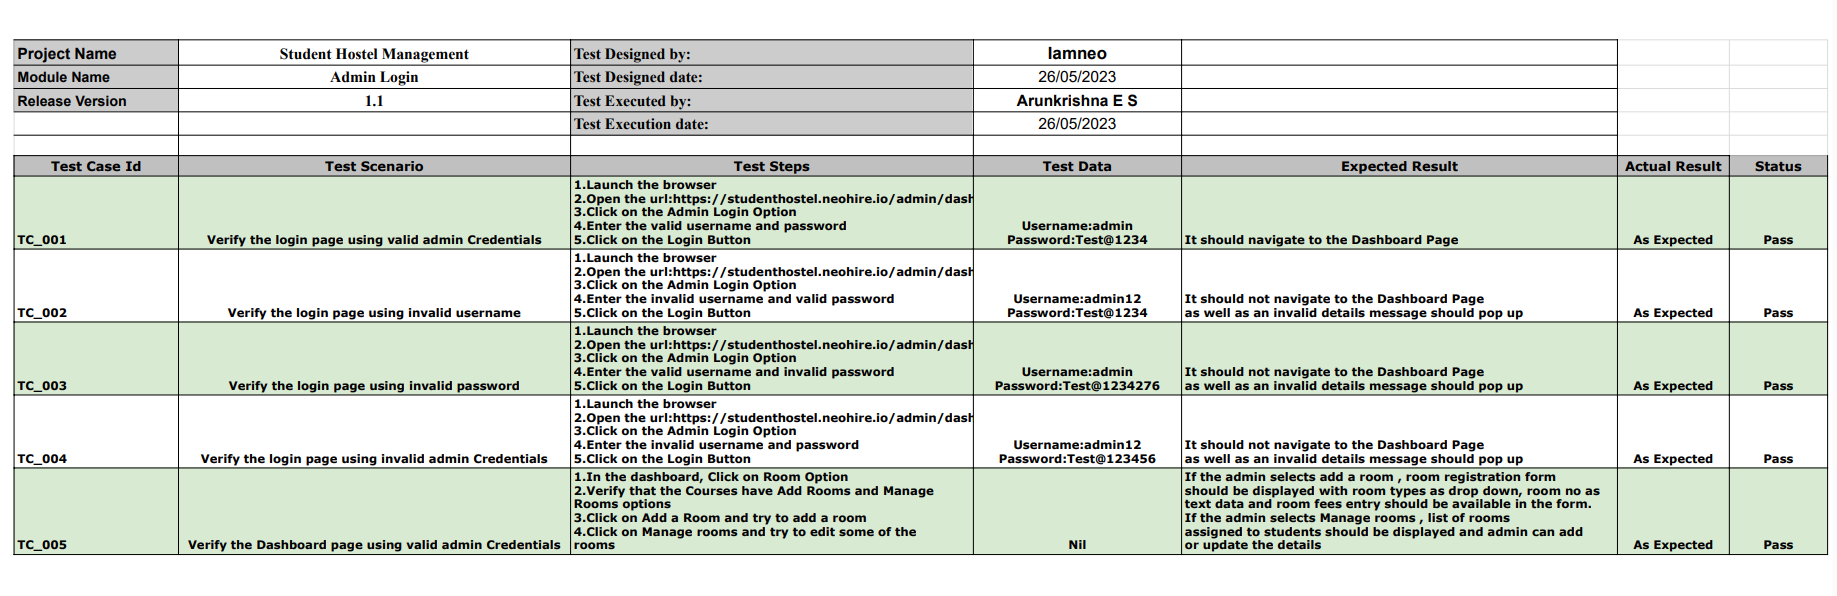 Project Name Student Hostel Management Test Designed by: Iamneo
Module Name Admin Login Test Designed date: 26/05/2023
Release Version 1.1 Test Executed by: Arunkrishna E S
Test Execution date: 26/05/2023
Test Case Id Test Scenario Test Steps Test Data Expected Result Actual Result Status
TC_001
Verify the login page using valid admin Credentials
1.Launch the browser
2.Open the url:https://studenthostel.neohire.io/admin/dash
3.Click on the Admin Login Option
4.Enter the valid username and password
5.Click on the Login Button
Username:admin
Password:Test@1234
It should navigate to the Dashboard Page
As Expected
Pass
TC_002
Verify the login page using invalid username
1.Launch the browser
2.Open the url:https://studenthostel.neohire.io/admin/dash
3.Click on the Admin Login Option
4.Enter the invalid username and valid password
5.Click on the Login Button
Username:admin12
Password:Test@1234
It should not navigate to the Dashboard Page
as well as an invalid details message should pop up
As Expected
Pass
TC_003
Verify the login page using invalid password
1.Launch the browser
2.Open the url:https://studenthostel.neohire.io/admin/dash
3.Click on the Admin Login Option
4.Enter the valid username and invalid password
5.Click on the Login Button
Username:admin
Password:Test@1234276
It should not navigate to the Dashboard Page
as well as an invalid details message should pop up
As Expected
Pass
TC_004
Verify the login page using invalid admin Credentials
1.Launch the browser
2.Open the url:https://studenthostel.neohire.io/admin/dash
3.Click on the Admin Login Option
4.Enter the invalid username and password
5.Click on the Login Button
Username:admin12
Password:Test@123456
It should not navigate to the Dashboard Page
as well as an invalid details message should pop up
As Expected
Pass
TC_005
Verify the Dashboard page using valid admin Credentials
1.In the dashboard, Click on Room Option
2.Verify that the Courses have Add Rooms and Manage
Rooms options
3.Click on Add a Room and try to add a room
4.Click on Manage rooms and try to edit some of the
rooms
Nil
If the admin selects add a room , room registration form
should be displayed with room types as drop down, room no as
text data and room fees entry should be available in the form.
If the admin selects Manage rooms , list of rooms
assigned to students should be displayed and admin can add
or update the details
As Expected
Pass